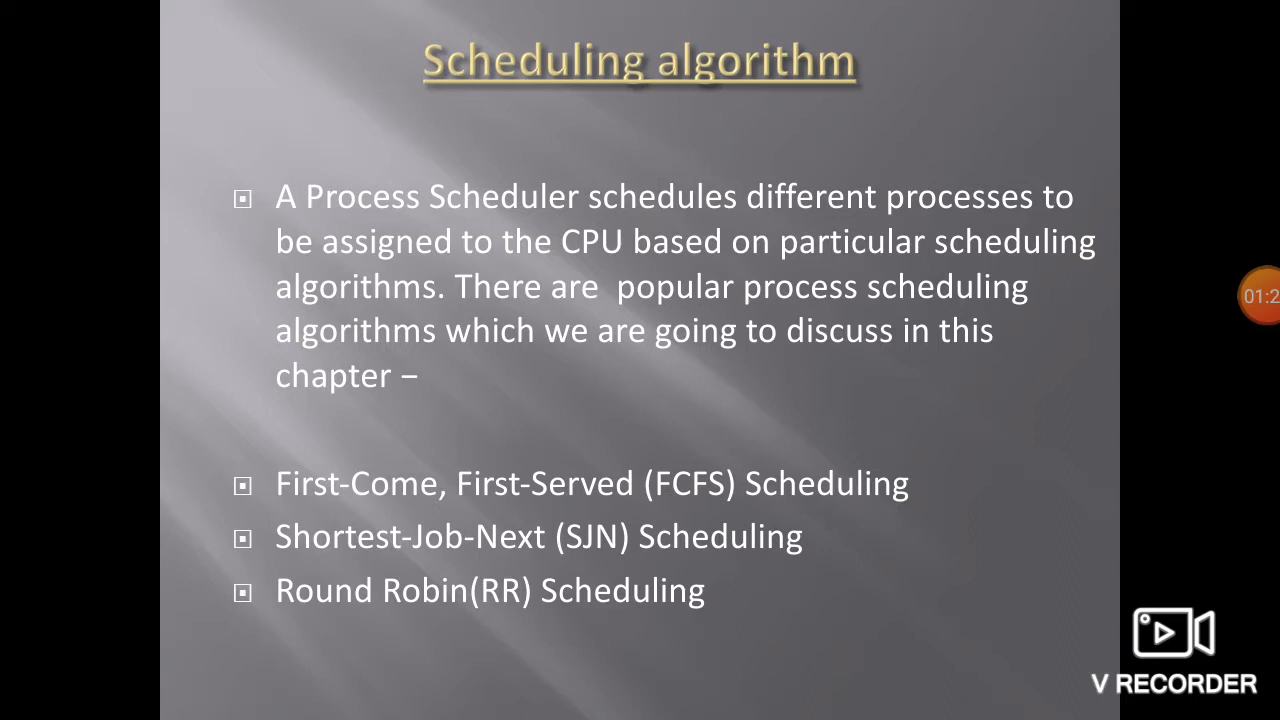 Scheduling algorithm
A Process Scheduler schedules different processes to
be assigned to the CPU based on particular scheduling
algorithms. There are  popular process scheduling
algorithms which we are going to discuss in this
chapter −
First-Come, First-Served (FCFS) Scheduling
Shortest-Job-Next (SJN) Scheduling
Round Robin(RR) Scheduling
01:2
V RECORDER